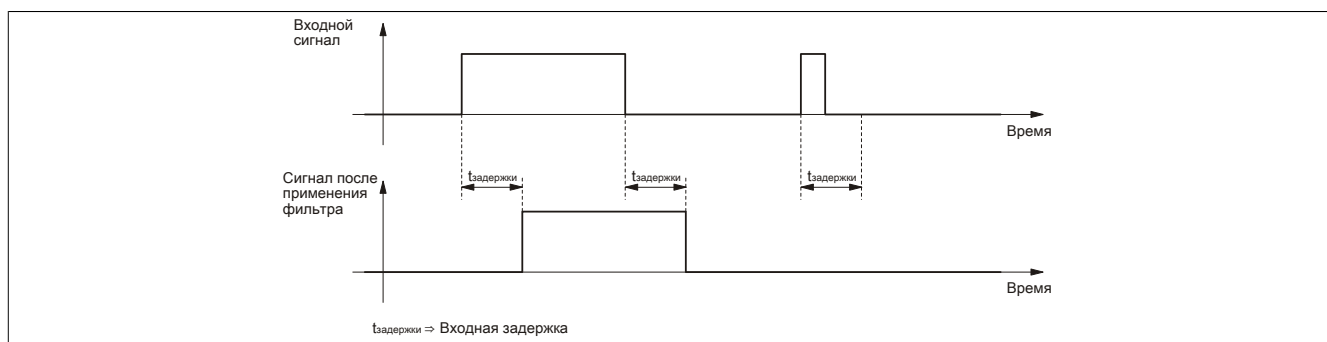 Входной
сигнал
Время
Сигнал после
применения
фильтра
tзадержки
tзадержки
tзадержки
Время
tзадержки ⇒ Входная задержка